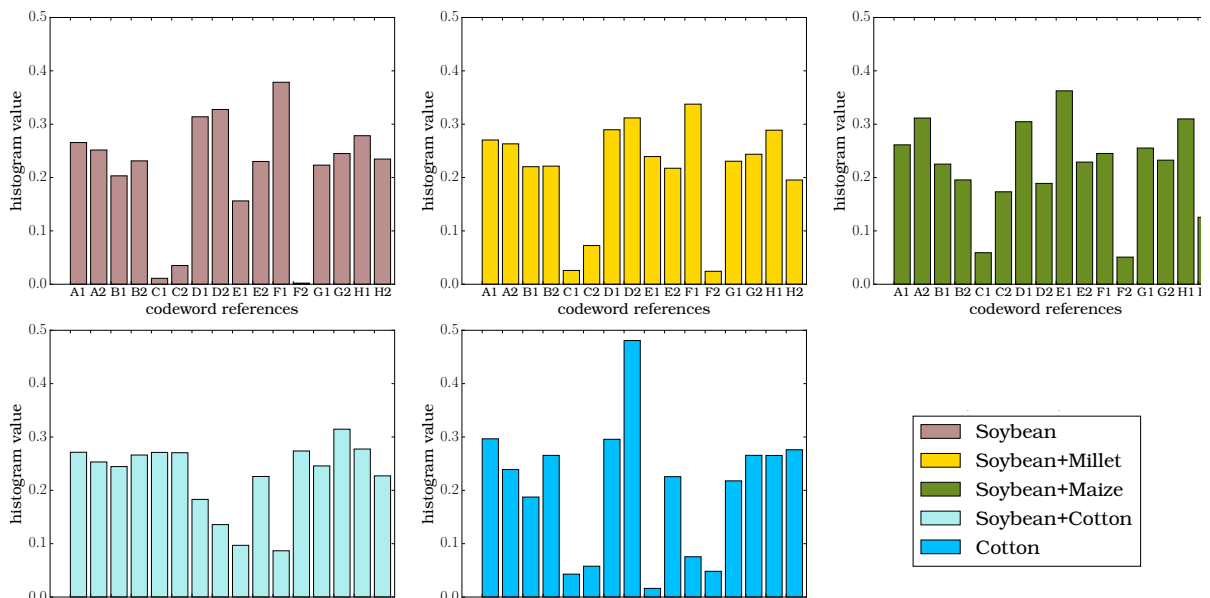 0.5
0.4
0.3
0.2
0.1
0.0
histogram value
A1 A2 B1 B2 C1 C2 D1 D2 E1 E2 F1 F2 G1 G2 H1 H2
codeword references
0.5
0.4
0.3
0.2
0.1
0.0
histogram value
A1 A2 B1 B2 C1 C2 D1 D2 E1 E2 F1 F2 G1 G2 H1 H2
codeword references
0.5
0.4
0.3
0.2
0.1
0.0
histogram value
A1 A2 B1 B2 C1 C2 D1 D2 E1 E2 F1 F2 G1 G2 H1
codeword references
0.5
0.4
0.3
0.2
0.1
0.0
histogram value
0.5
0.4
0.3
0.2
0.1
0.0
histogram value
Soybean
Soybean+Millet
Soybean+Maize
Soybean+Cotton
Cotton